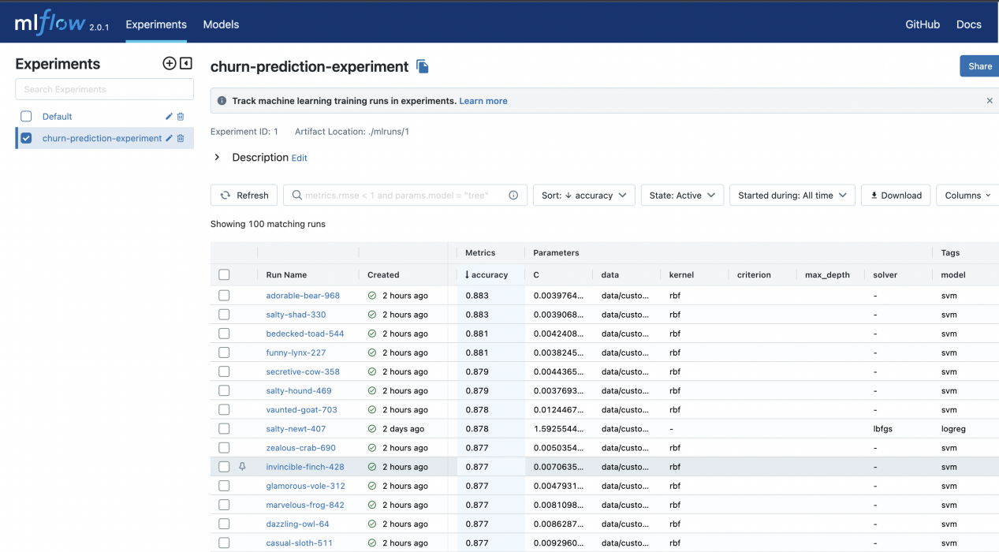 mlflow 2.0.1 Experiments Models GitHub Docs
Experiments
Search Experiments
Default
churn-prediction-experiment
churn-prediction-experiment Share
Track machine learning training runs in experiments. Learn more
Experiment ID: 1 Artifact Location: ./mlruns/1
Description Edit
Refresh metrics.rmse < 1 and params.model = "tree" Sort: ↓ accuracy State: Active Started during: All time Download Columns
Showing 100 matching runs
Metrics Parameters Tags
Run Name Created ↓ accuracy C data kernel criterion max_depth solver model
adorable-bear-968 2 hours ago 0.883 0.0039764... data/custo... rbf - svm
salty-shad-330 2 hours ago 0.883 0.0039068... data/custo... rbf - svm
bedecked-toad-544 2 hours ago 0.881 0.0042408... data/custo... rbf - svm
funny-lynx-227 2 hours ago 0.881 0.0038245... data/custo... rbf - svm
secretive-cow-358 2 hours ago 0.879 0.0044365... data/custo... rbf - svm
salty-hound-469 2 hours ago 0.879 0.0037693... data/custo... rbf - svm
vaunted-goat-703 2 hours ago 0.878 0.0124467... data/custo... rbf - svm
salty-newt-407 2 days ago 0.878 1.5925544... data/custo... - lbfgs logreg
zealous-crab-690 2 hours ago 0.877 0.0050354... data/custo... rbf - svm
invincible-finch-428 2 hours ago 0.877 0.0070635... data/custo... rbf - svm
glamorous-vole-312 2 hours ago 0.877 0.0047931... data/custo... rbf - svm
marvelous-frog-842 2 hours ago 0.877 0.0081098... data/custo... rbf - svm
dazzling-owl-64 2 hours ago 0.877 0.0086287... data/custo... rbf - svm
casual-sloth-511 2 hours ago 0.877 0.0092960... data/custo... rbf - svm